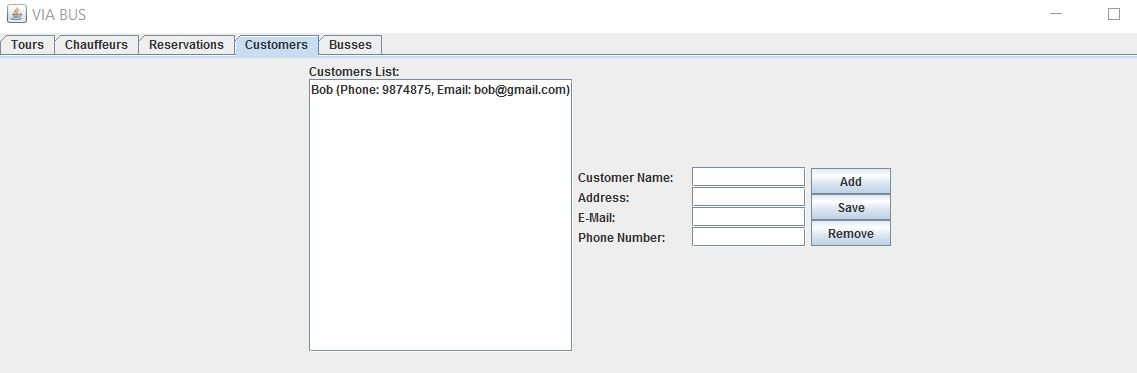 VIA BUS
Tours Chauffeurs Reservations Customers Busses
Customers List:
Bob (Phone: 9874875, Email: bob@gmail.com)
Customer Name: Add
Address:
Save
E-Mail:
Phone Number: Remove